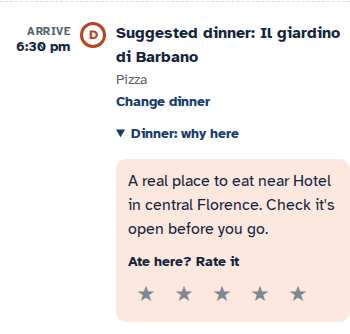 ARRIVE
6:30 pm
D
Suggested dinner: Il giardino
di Barbano
Pizza
Change dinner
▼ Dinner: why here
A real place to eat near Hotel
in central Florence. Check it's
open before you go.
Ate here? Rate it
★ ★ ★ ★ ★